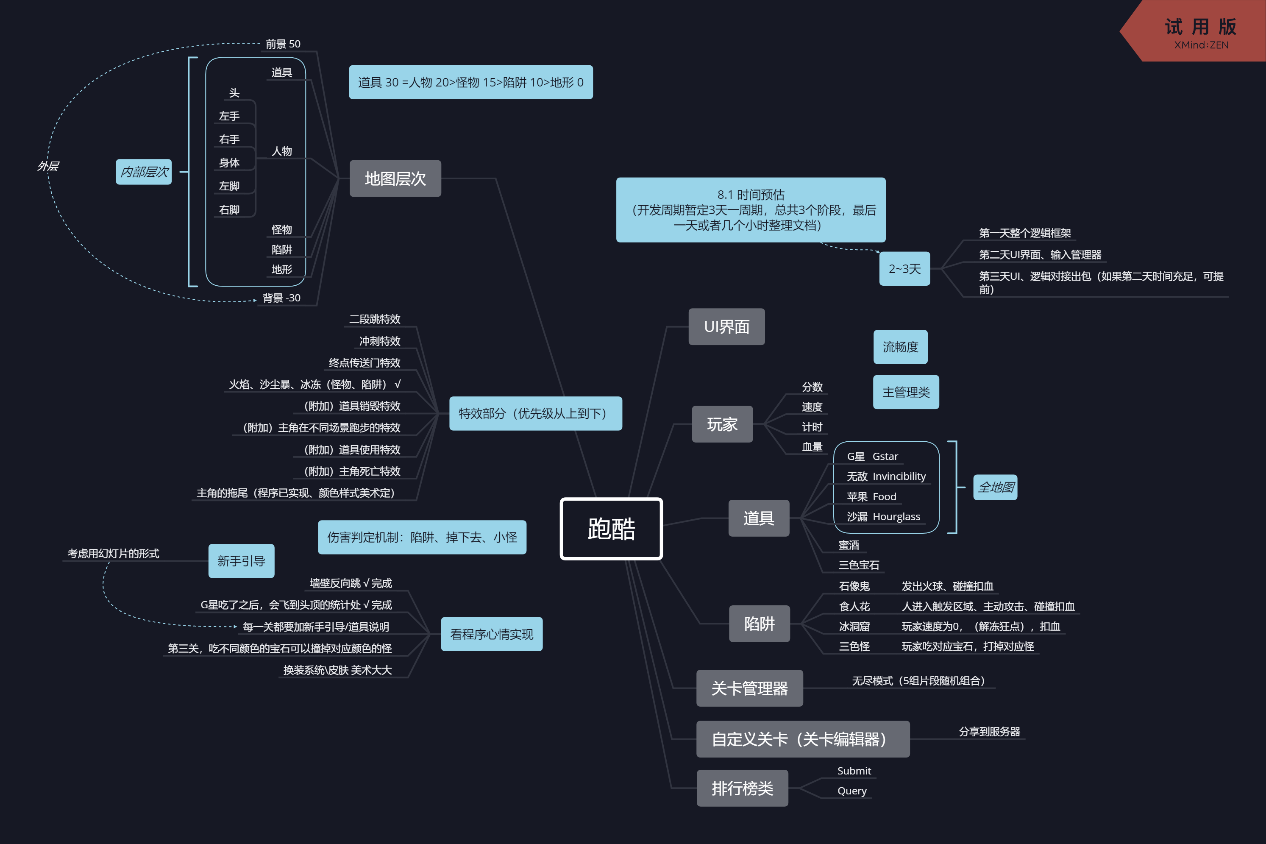 试用版
XMind:ZEN
前景 50
道具
头
左手
右手
身体
左脚
右脚
人物
怪物
陷阱
地形
背景 -30
外层
内部层次
道具 30 =人物 20>怪物 15>陷阱 10>地形 0
地图层次
8.1 时间预估
（开发周期暂定3天一周期，总共3个阶段，最后
一天或者几个小时整理文档）
2~3天
第一天整个逻辑框架
第二天UI界面、输入管理器
第三天UI、逻辑对接出包（如果第二天时间充足，可提
前）
二段跳特效
冲刺特效
终点传送门特效
火焰、沙尘暴、冰冻（怪物、陷阱） √
（附加）道具销毁特效
（附加）主角在不同场景跑步的特效
（附加）道具使用特效
（附加）主角死亡特效
主角的拖尾（程序已实现、颜色样式美术定）
特效部分（优先级从上到下）
伤害判定机制：陷阱、掉下去、小怪
考虑用幻灯片的形式
新手引导
墙壁反向跳 √ 完成
G星吃了之后，会飞到头顶的统计处 √ 完成
每一关都要加新手引导/道具说明
第三关，吃不同颜色的宝石可以撞掉对应颜色的怪
换装系统\皮肤 美术大大
看程序心情实现
跑酷
UI界面
流畅度
主管理类
玩家
分数
速度
计时
血量
道具
G星 Gstar
无敌 Invincibility
苹果 Food
沙漏 Hourglass
全地图
蜜酒
三色宝石
陷阱
石像鬼 发出火球、碰撞扣血
食人花 人进入触发区域、主动攻击、碰撞扣血
冰洞窟 玩家速度为0，（解冻狂点），扣血
三色怪 玩家吃对应宝石，打掉对应怪
关卡管理器
无尽模式（5组片段随机组合）
自定义关卡（关卡编辑器）
分享到服务器
排行榜类
Submit
Query